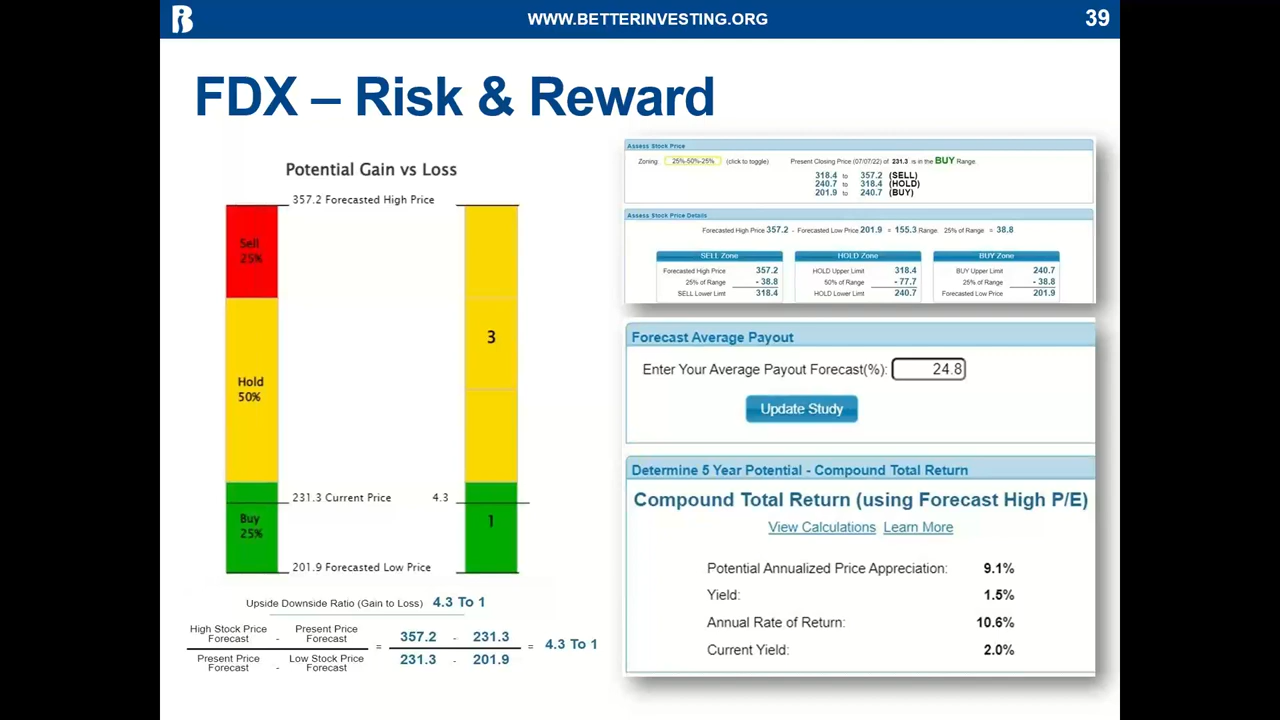 WWW.BETTERINVESTING.ORG
39
FDX – Risk & Reward
Potential Gain vs Loss
357.2 Forecasted High Price
Sell
25%
3
Hold
50%
231.3 Current Price 4.3
Buy
25%
1
201.9 Forecasted Low Price
Upside Downside Ratio (Gain to Loss) 4.3 To 1
High Stock Price Forecast - Present Price Forecast = 357.2 - 231.3 = 4.3 To 1
Present Price Forecast - Low Stock Price Forecast 231.3 - 201.9
Assess Stock Price
Zoning: 25%-50%-25% (click to toggle) Present Closing Price (07/07/22) of 231.3 is in the BUY Range.
318.4 to 357.2 (SELL)
240.7 to 318.4 (HOLD)
201.9 to 240.7 (BUY)
Assess Stock Price Details
Forecasted High Price 357.2 - Forecasted Low Price 201.9 = 155.3 Range. 25% of Range = 38.8
SELL Zone
Forecasted High Price 357.2
25% of Range - 38.8
SELL Lower Limt 318.4
HOLD Zone
HOLD Upper Limit 318.4
50% of Range - 77.7
HOLD Lower Limt 240.7
BUY Zone
BUY Upper Limit 240.7
25% of Range - 38.8
Forecasted Low Price 201.9
Forecast Average Payout
Enter Your Average Payout Forecast(%): 24.8
Update Study
Determine 5 Year Potential - Compound Total Return
Compound Total Return (using Forecast High P/E)
View Calculations Learn More
Potential Annualized Price Appreciation: 9.1%
Yield: 1.5%
Annual Rate of Return: 10.6%
Current Yield: 2.0%